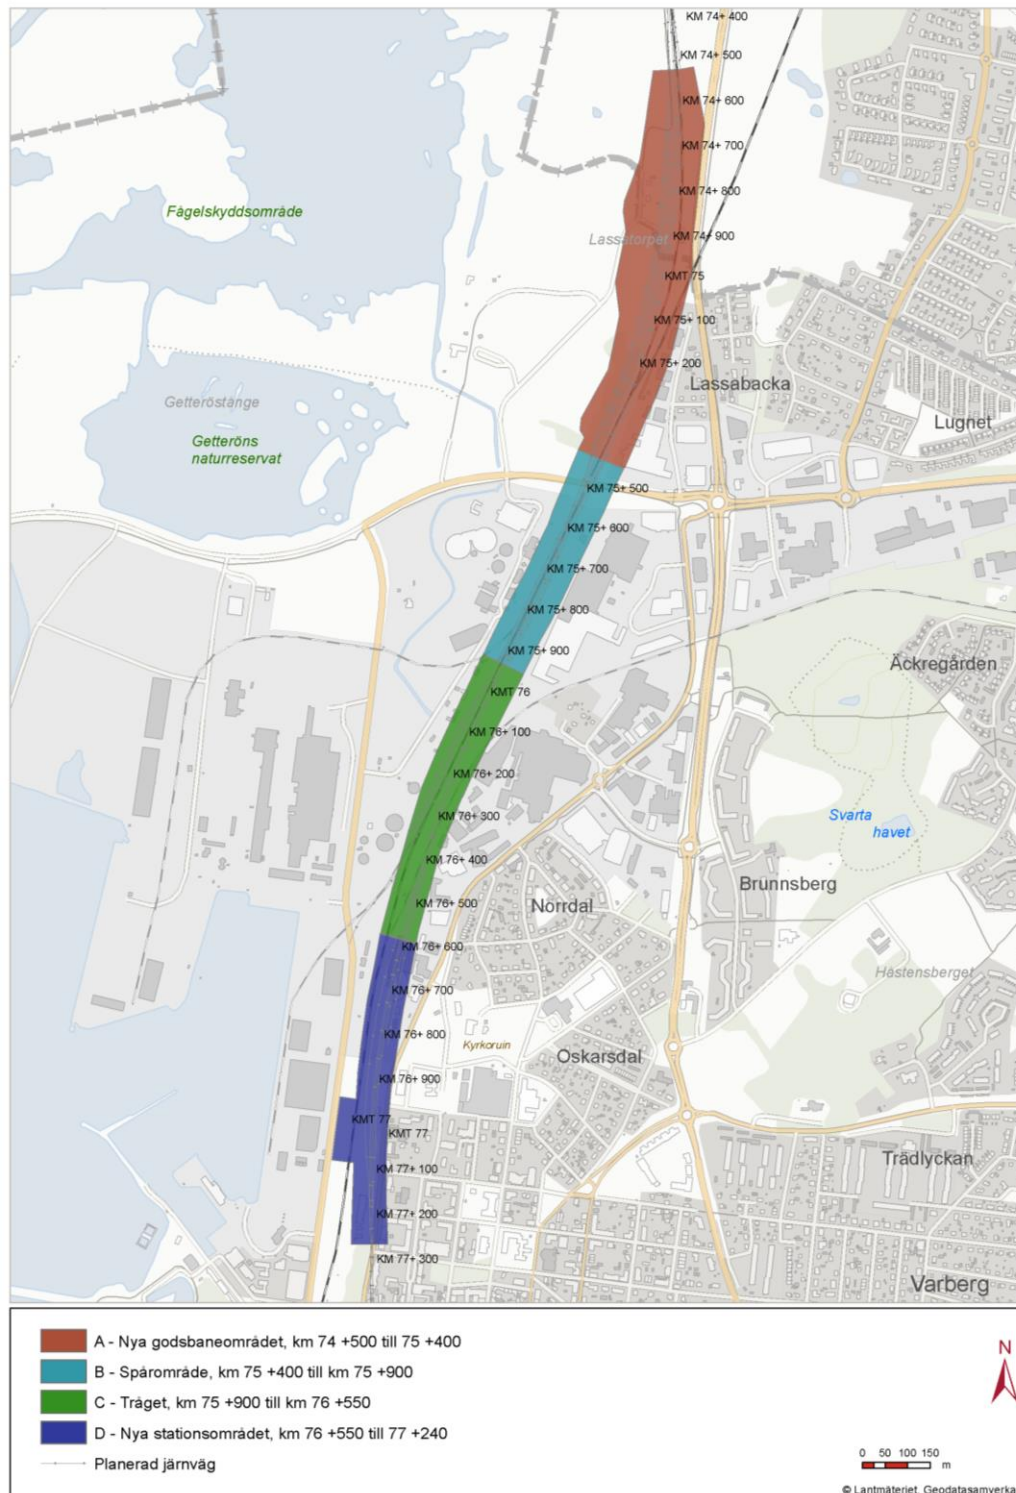 KM 74+ 400
KM 74+ 500
KM 74+ 600
KM 74+ 700
KM 74+ 800
Fågelskyddsområde
Lassatorpet
KM 74+ 900
KMT 75
KM 75+ 100
KM 75+ 200
Lassabacka
Getteröstånge
Lugnet
Getteröns
naturreservat
KM 75+ 500
KM 75+ 600
KM 75+ 700
KM 75+ 800
KM 75+ 900
Äckregården
KMT 76
KM 76+ 100
KM 76+ 200
KM 76+ 300
Svarta
havet
KM 76+ 400
Brunnsberg
KM 76+ 500
Norrdal
KM 76+ 600
Håstensberget
KM 76+ 700
KM 76+ 800
Kyrkoruin
Oskarsdal
KM 76+ 900
KMT 77
KMT 77
Trädlyckan
KM 77+ 100
KM 77+ 200
KM 77+ 300
Varberg
A - Nya godsbaneområdet, km 74 +500 till 75 +400
B - Spårområde, km 75 +400 till km 75 +900
C - Tråget, km 75 +900 till km 76 +550
D - Nya stationsområdet, km 76 +550 till 77 +240
Planerad järnväg
N
0 50 100 150
m
© Lantmäteriet, Geodatasamverka